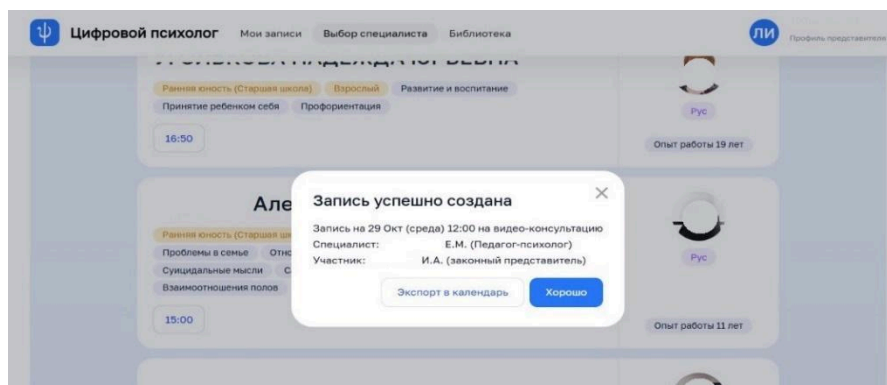 Цифровой психолог
Мои записи
Выбор специалиста
Библиотека
ЛИ
Профиль представителя
Ранняя юность (Старшая школа)
Взрослый
Развитие и воспитание
Принятие ребенком себя
Профориентация
16:50
Рус
Опыт работы 19 лет
Але
Ранняя юность (Старшая
Проблемы в семье
Суицидальные мысли
Взаимоотношения полов
15:00
Рус
Опыт работы 11 лет
Запись успешно создана
Запись на 29 Окт (среда) 12:00 на видео-консультацию
Специалист: Е.М. (Педагог-психолог)
Участник: И.А. (законный представитель)
Экспорт в календарь
Хорошо